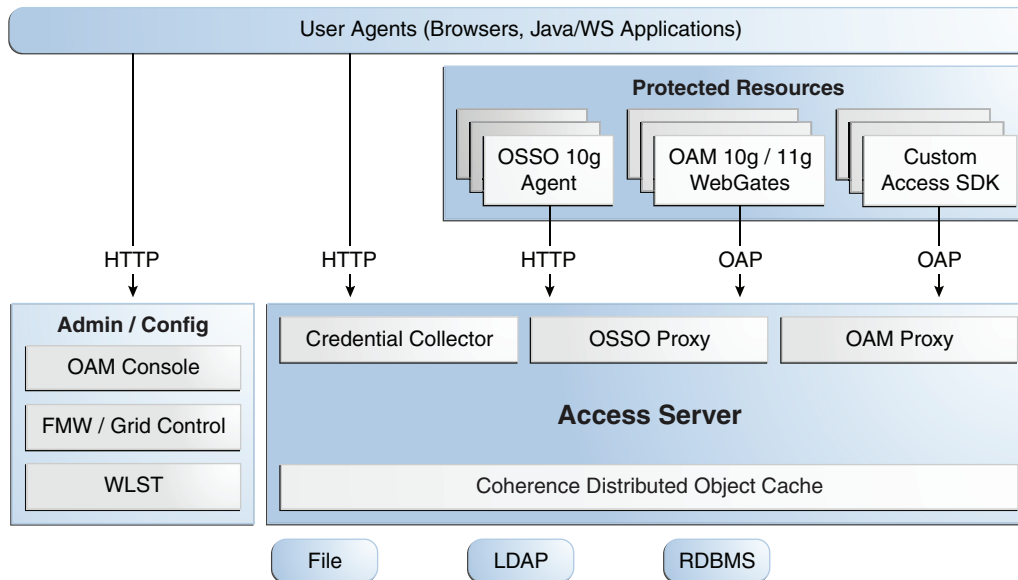 User Agents (Browsers, Java/WS Applications)
Protected Resources
OSSO 10g
Agent
OAM 10g / 11g
WebGates
Custom
Access SDK
HTTP
HTTP
HTTP
OAP
OAP
Admin / Config
OAM Console
FMW / Grid Control
WLST
Credential Collector
OSSO Proxy
OAM Proxy
Access Server
Coherence Distributed Object Cache
File
LDAP
RDBMS